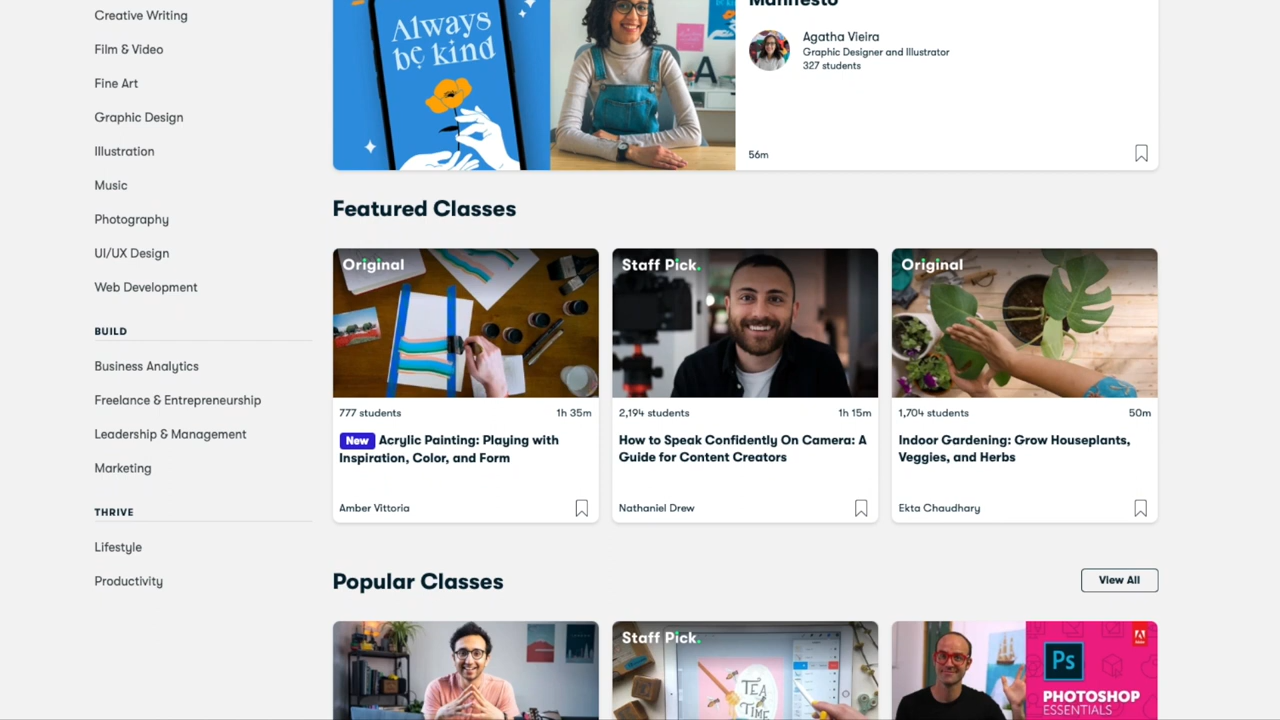 Creative Writing
Film & Video
Fine Art
Graphic Design
Illustration
Music
Photography
UI/UX Design
Web Development
BUILD
Business Analytics
Freelance & Entrepreneurship
Leadership & Management
Marketing
THRIVE
Lifestyle
Productivity
Always
be kind
A
Manifesto
Agatha Vieira
Graphic Designer and Illustrator
327 students
56m
Featured Classes
Original
777 students
1h 35m
New Acrylic Painting: Playing with
Inspiration, Color, and Form
Amber Vittoria
Staff Pick.
2,194 students
1h 15m
How to Speak Confidently On Camera: A
Guide for Content Creators
Nathaniel Drew
Original
1,704 students
50m
Indoor Gardening: Grow Houseplants,
Veggies, and Herbs
Ekta Chaudhary
Popular Classes
View All
Staff Pick.
TEA
TIME
Ps
PHOTOSHOP
ESSENTIALS